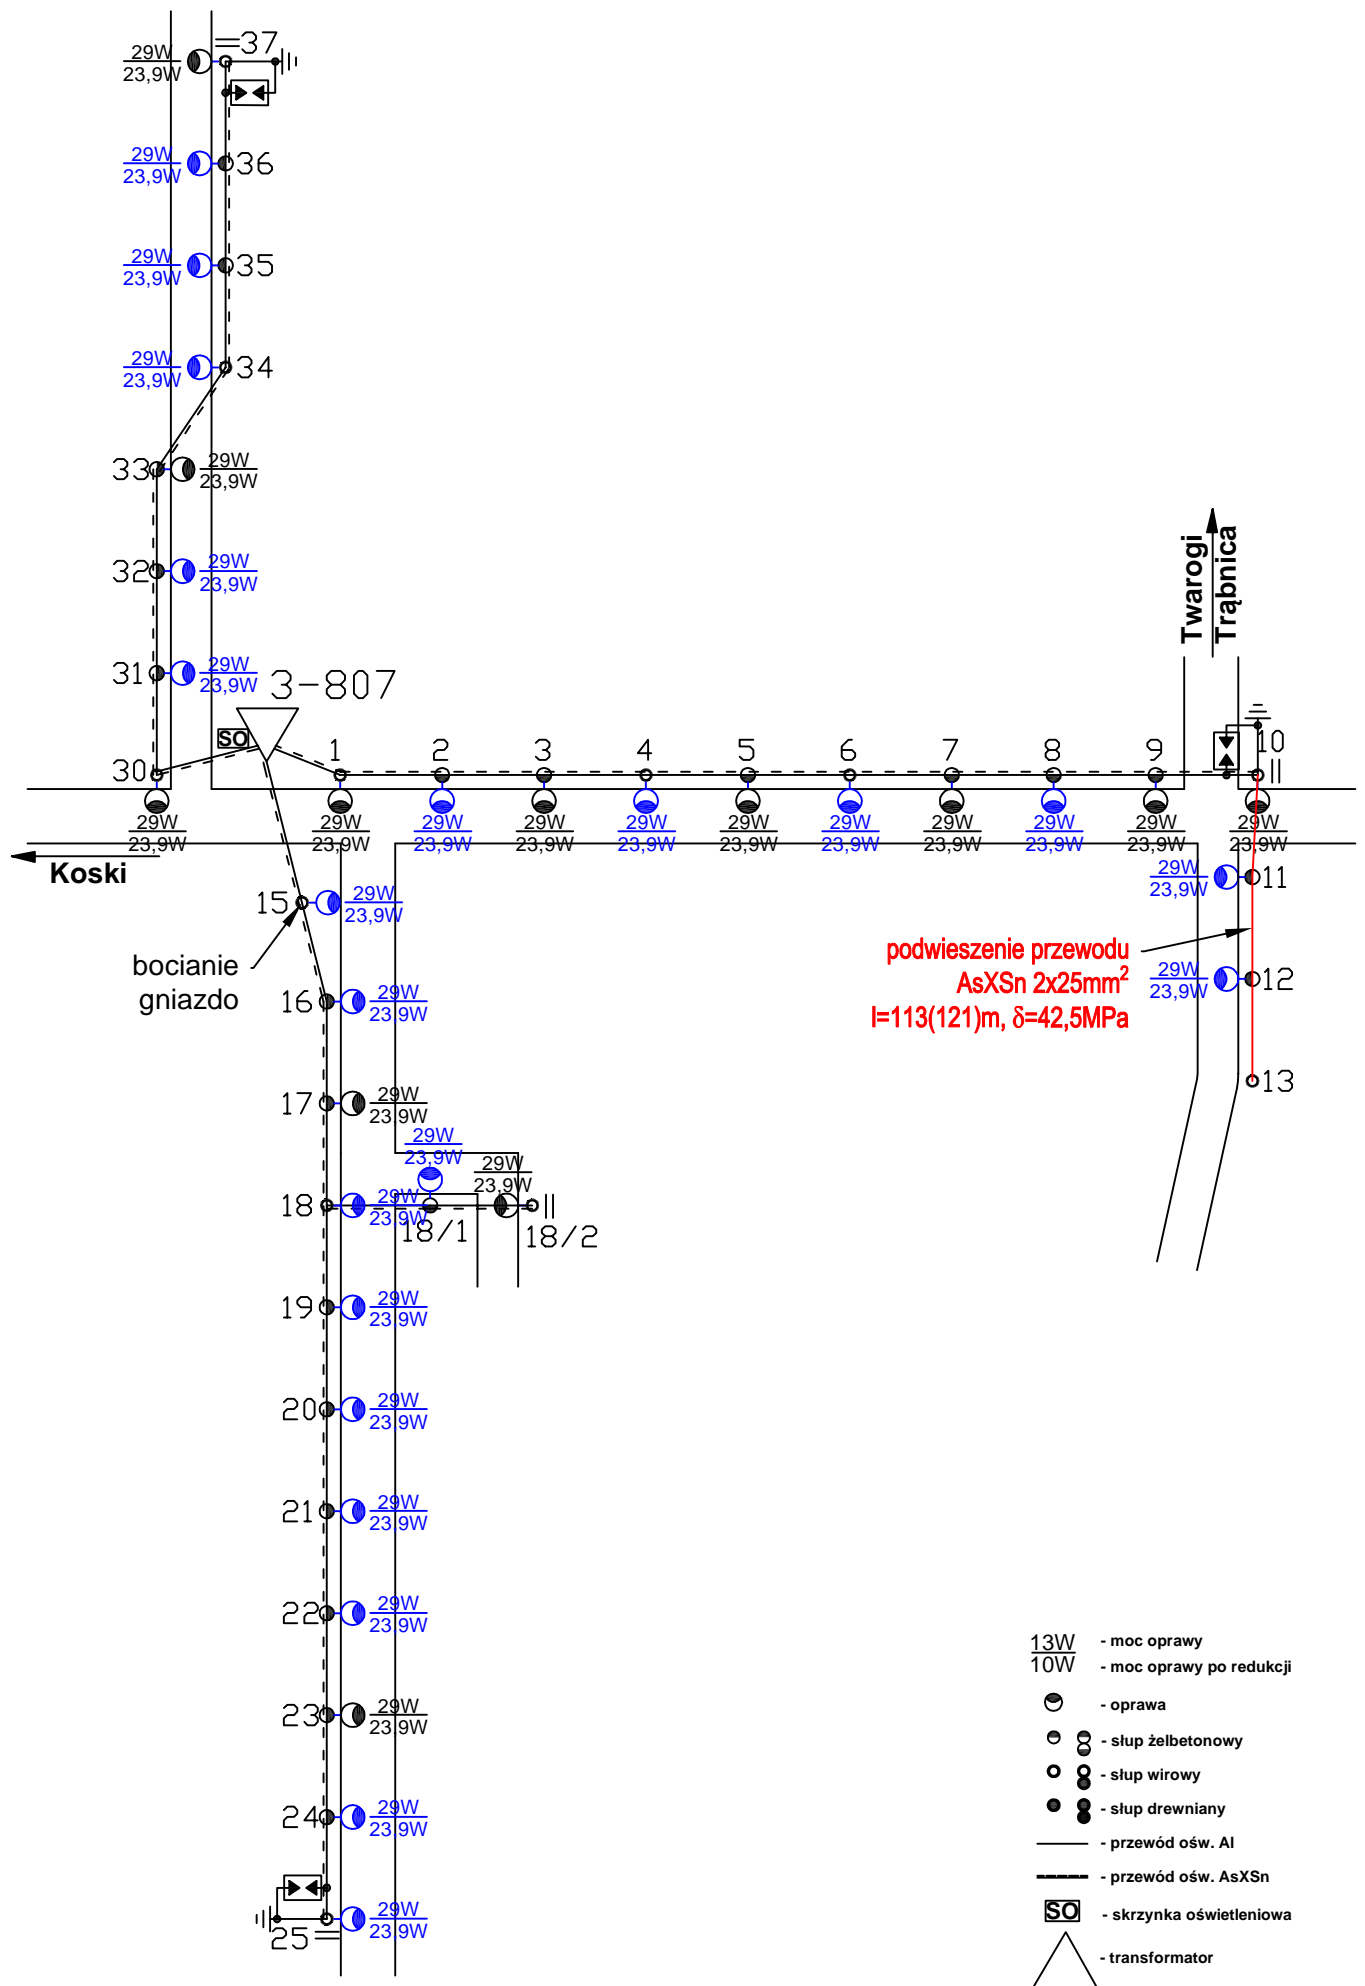 =37
29W
23,9W
29W
23,9W
36
29W
23,9W
35
29W
23,9W
34
33
29W
23,9W
32
29W
23,9W
31
29W
23,9W
3-807
SO
30
1
2
3
4
5
6
7
8
9
10
Twarogi
Trąbnica
29W
23,9W
29W
23,9W
29W
23,9W
29W
23,9W
29W
23,9W
29W
23,9W
29W
23,9W
29W
23,9W
29W
23,9W
29W
23,9W
29W
23,9W
Koski
15
29W
23,9W
29W
23,9W
11
bocianie
gniazdo
podwieszenie przewodu
AsXSn 2x25mm²
l=113(121)m, δ=42,5MPa
29W
23,9W
12
16
29W
23,9W
13
17
29W
23,9W
29W
23,9W
29W
23,9W
18
29W
23,9W
18/1
18/2
19
29W
23,9W
20
29W
23,9W
21
29W
23,9W
22
29W
23,9W
23
29W
23,9W
24
29W
23,9W
25=
29W
23,9W
13W - moc oprawy
10W - moc oprawy po redukcji
- oprawa
- słup żelbetonowy
- słup wirowy
- słup drewniany
- przewód ośw. Al
- przewód ośw. AsXSn
SO - skrzynka oświetleniowa
- transformator